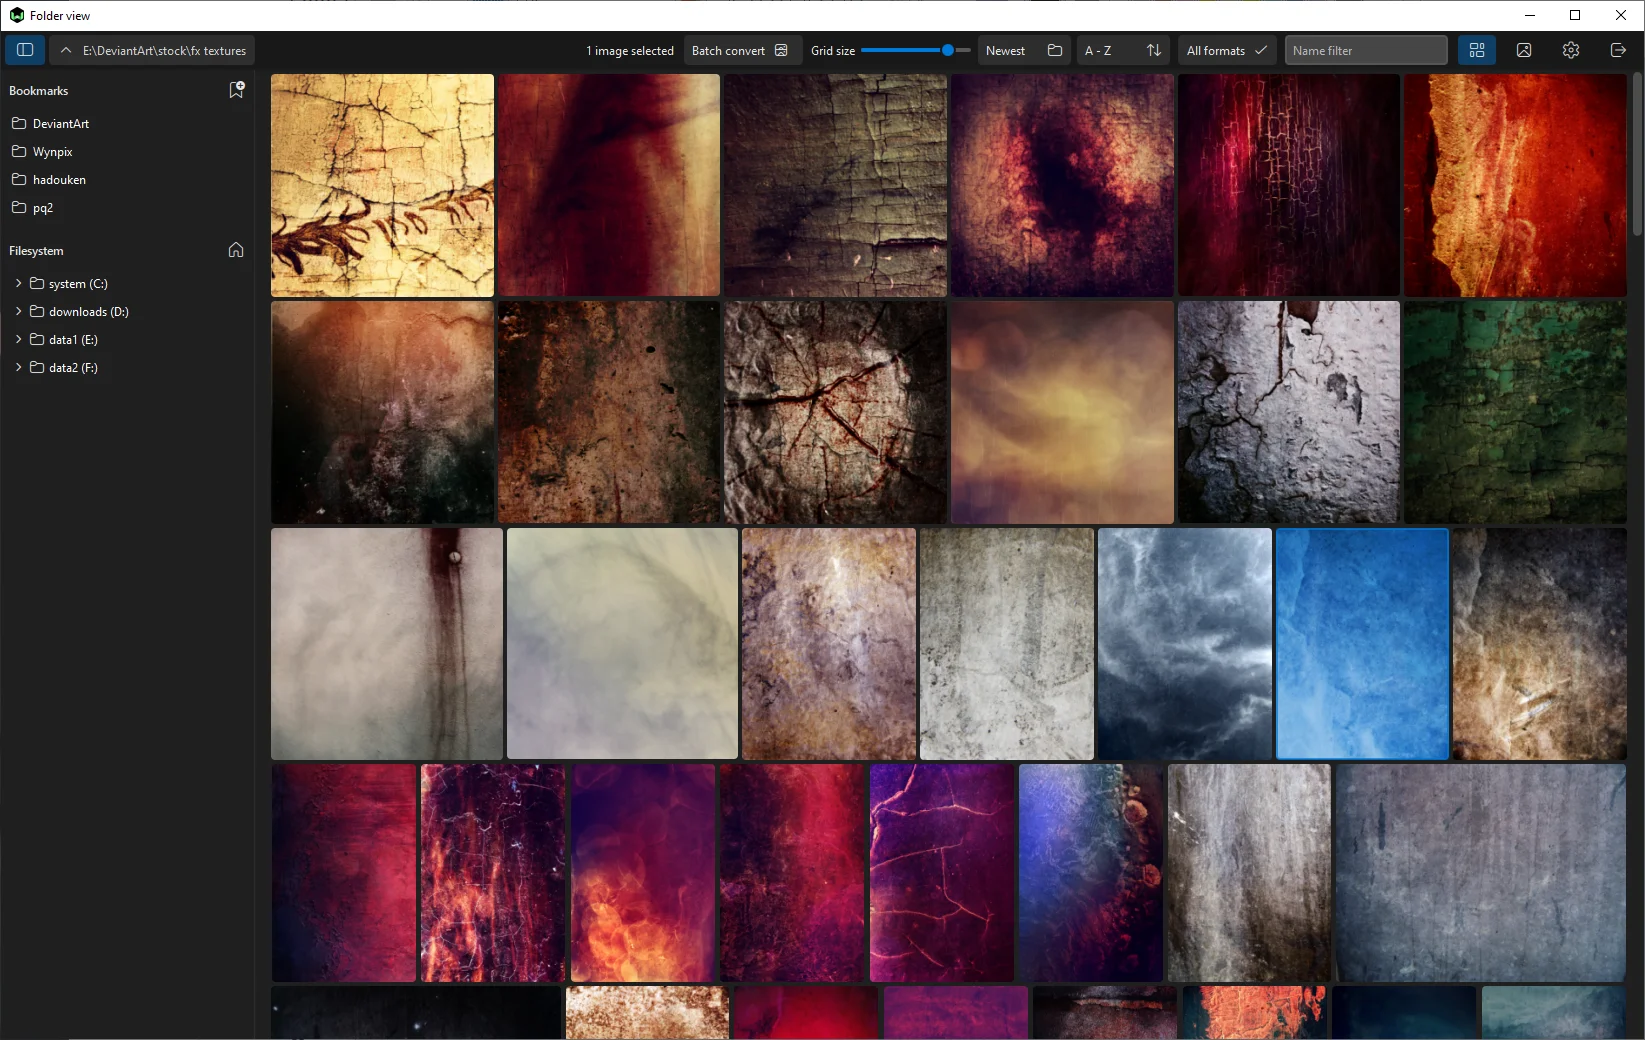 Folder view
E:\DeviantArt\stock\fx textures
1 image selected
Batch convert
Grid size
Newest
A - Z
All formats
Name filter
Bookmarks
DeviantArt
Wynpix
hadouken
pq2
Filesystem
system (C:)
downloads (D:)
data1 (E:)
data2 (F:)